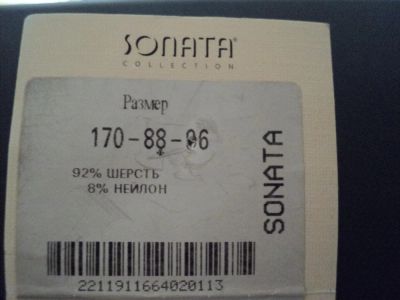 SONATA®
COLLECTION
Размер
170-88-96
92% ШЕРСТЬ
8% НЕЙЛОН
SONATA
2211911664020113